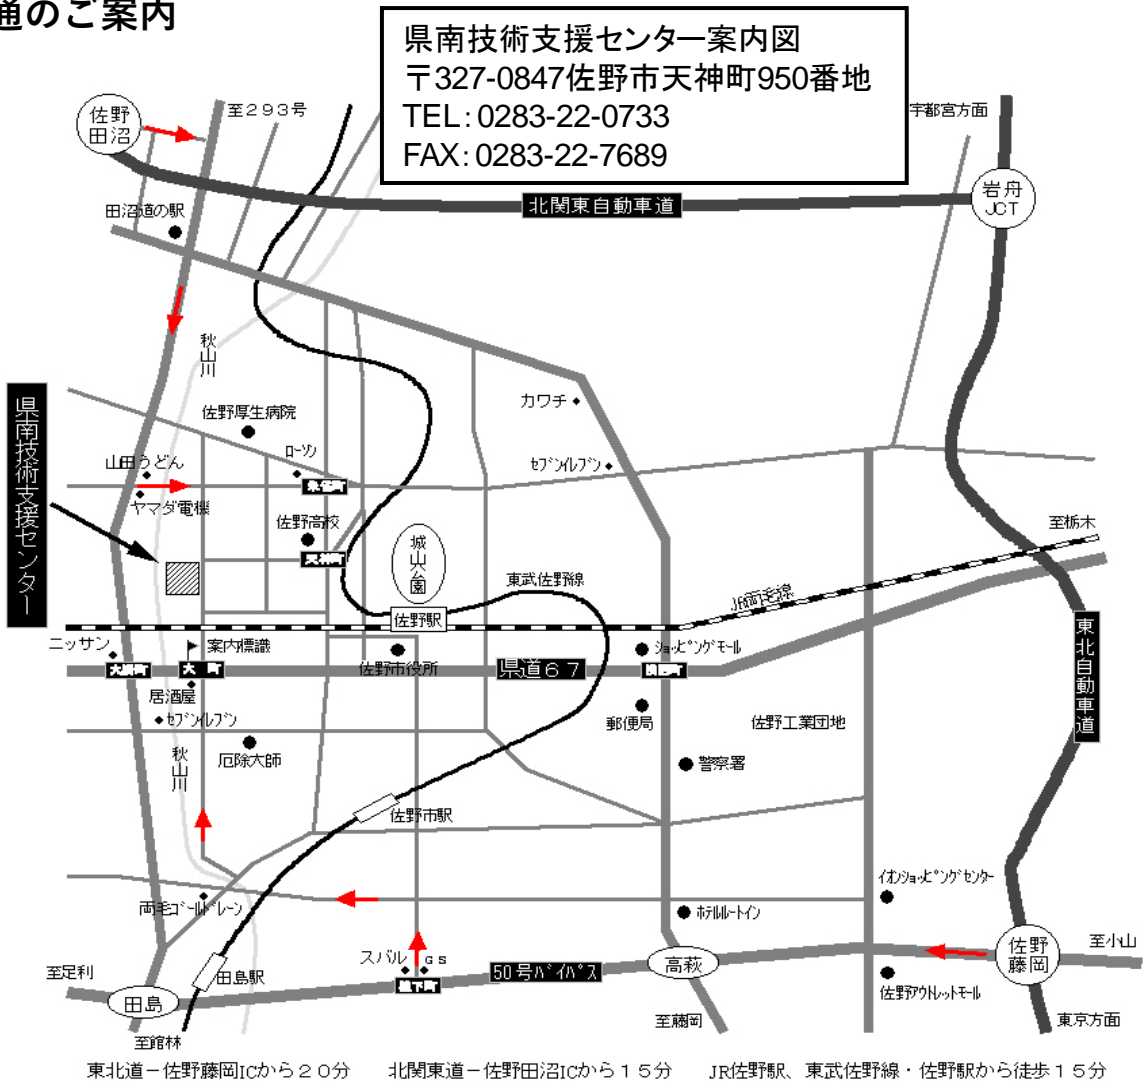 通のご案内
県南技術支援センター案内図
〒327-0847佐野市天神町950番地
TEL：0283-22-0733
FAX：0283-22-7689
佐野
田沼
至293号
宇都宮方面
岩舟
JCT
北関東自動車道
田沼道の駅
秋山川
カワチ
佐野厚生病院
県南技術支援センター
ローソン
山田うどん
セブンイレブン
ヤマダ電機
佐野高校
至栃木
城山公園
天神町
東武佐野線
JR両毛線
佐野駅
ニッサン
案内標識
ショッピングモール
東北自動車道
大橋町
大　町
佐野市役所
県道67
居酒屋
セブンイレブン
郵便局
佐野工業団地
秋山川
厄除大師
警察署
佐野市駅
イオンショッピングセンター
両毛ゴールドレーン
ホテルルートイン
スバル
GS
佐野
藤岡
至小山
至足利
田島駅
50号バイパス
高萩
田島
堀下町
佐野アウトレットモール
至館林
至藤岡
東京方面
東北道－佐野藤岡ICから20分　北関東道－佐野田沼ICから15分　JR佐野駅、東武佐野線・佐野駅から徒歩15分